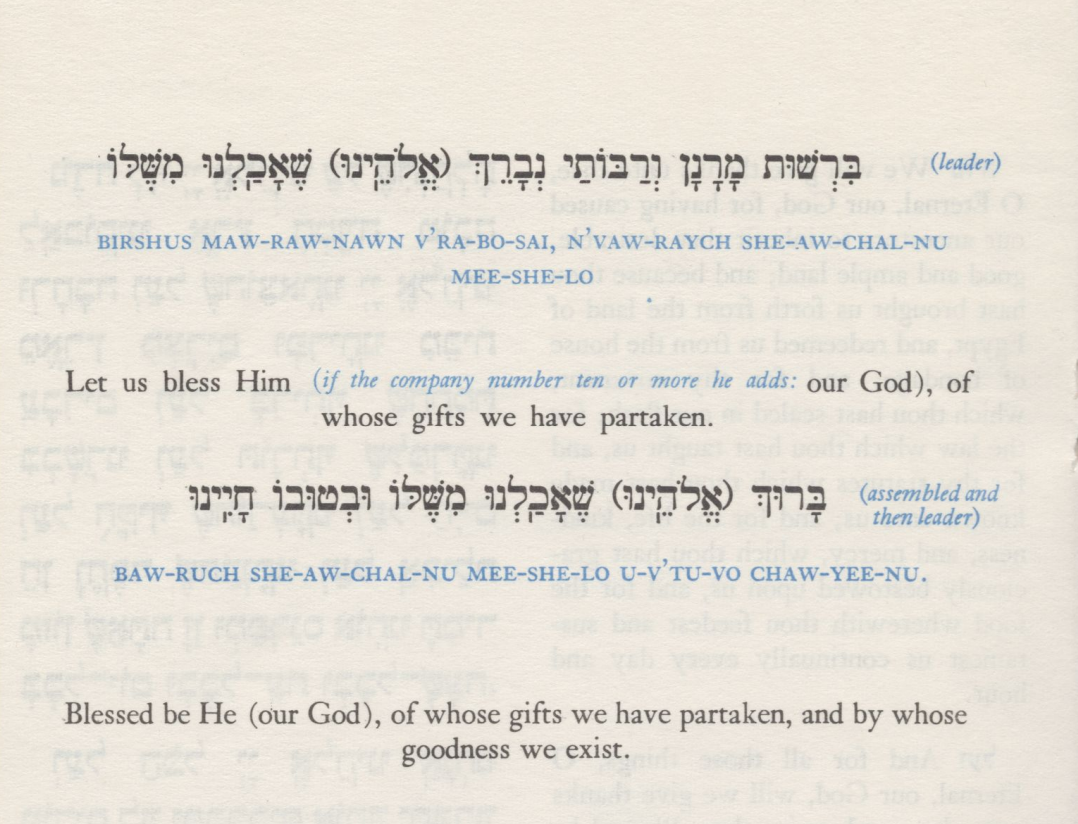 (leader) בִּרְשׁוּת מָרָנָן וְרַבּוֹתַי נְבָרֵךְ (אֱלֹהֵינוּ) שֶׁאָכַלְנוּ מִשֶּׁלּוֹ
BIRSHUS MAW-RAW-NAWN V'RA-BO-SAI, N'VAW-RAYCH SHE-AW-CHAL-NU
MEE-SHE-LO
Let us bless Him (if the company number ten or more he adds: our God), of
whose gifts we have partaken.
(assembled and
then leader) בָּרוּךְ (אֱלֹהֵינוּ) שֶׁאָכַלְנוּ מִשֶּׁלּוֹ וּבְטוּבוֹ חָיִינוּ
BAW-RUCH SHE-AW-CHAL-NU MEE-SHE-LO U-V'TU-VO CHAW-YEE-NU.
Blessed be He (our God), of whose gifts we have partaken, and by whose
goodness we exist.